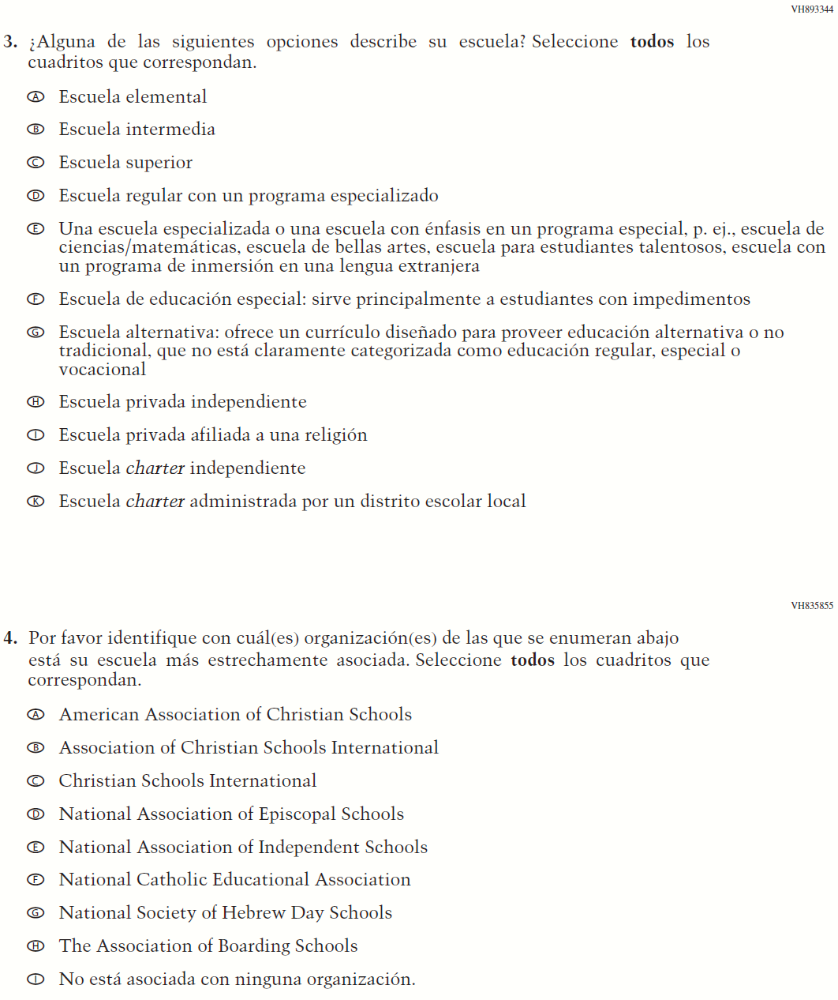 VH893344
3. ¿Alguna de las siguientes opciones describe su escuela? Seleccione todos los
cuadritos que correspondan.
A Escuela elemental
B Escuela intermedia
C Escuela superior
D Escuela regular con un programa especializado
E Una escuela especializada o una escuela con énfasis en un programa especial, p. ej., escuela de
ciencias/matemáticas, escuela de bellas artes, escuela para estudiantes talentosos, escuela con
un programa de inmersión en una lengua extranjera
F Escuela de educación especial: sirve principalmente a estudiantes con impedimentos
G Escuela alternativa: ofrece un currículo diseñado para proveer educación alternativa o no
tradicional, que no está claramente categorizada como educación regular, especial o
vocacional
H Escuela privada independiente
I Escuela privada afiliada a una religión
J Escuela charter independiente
K Escuela charter administrada por un distrito escolar local
VH835855
4. Por favor identifique con cuál(es) organización(es) de las que se enumeran abajo
está su escuela más estrechamente asociada. Seleccione todos los cuadritos que
correspondan.
A American Association of Christian Schools
B Association of Christian Schools International
C Christian Schools International
D National Association of Episcopal Schools
E National Association of Independent Schools
F National Catholic Educational Association
G National Society of Hebrew Day Schools
H The Association of Boarding Schools
I No está asociada con ninguna organización.